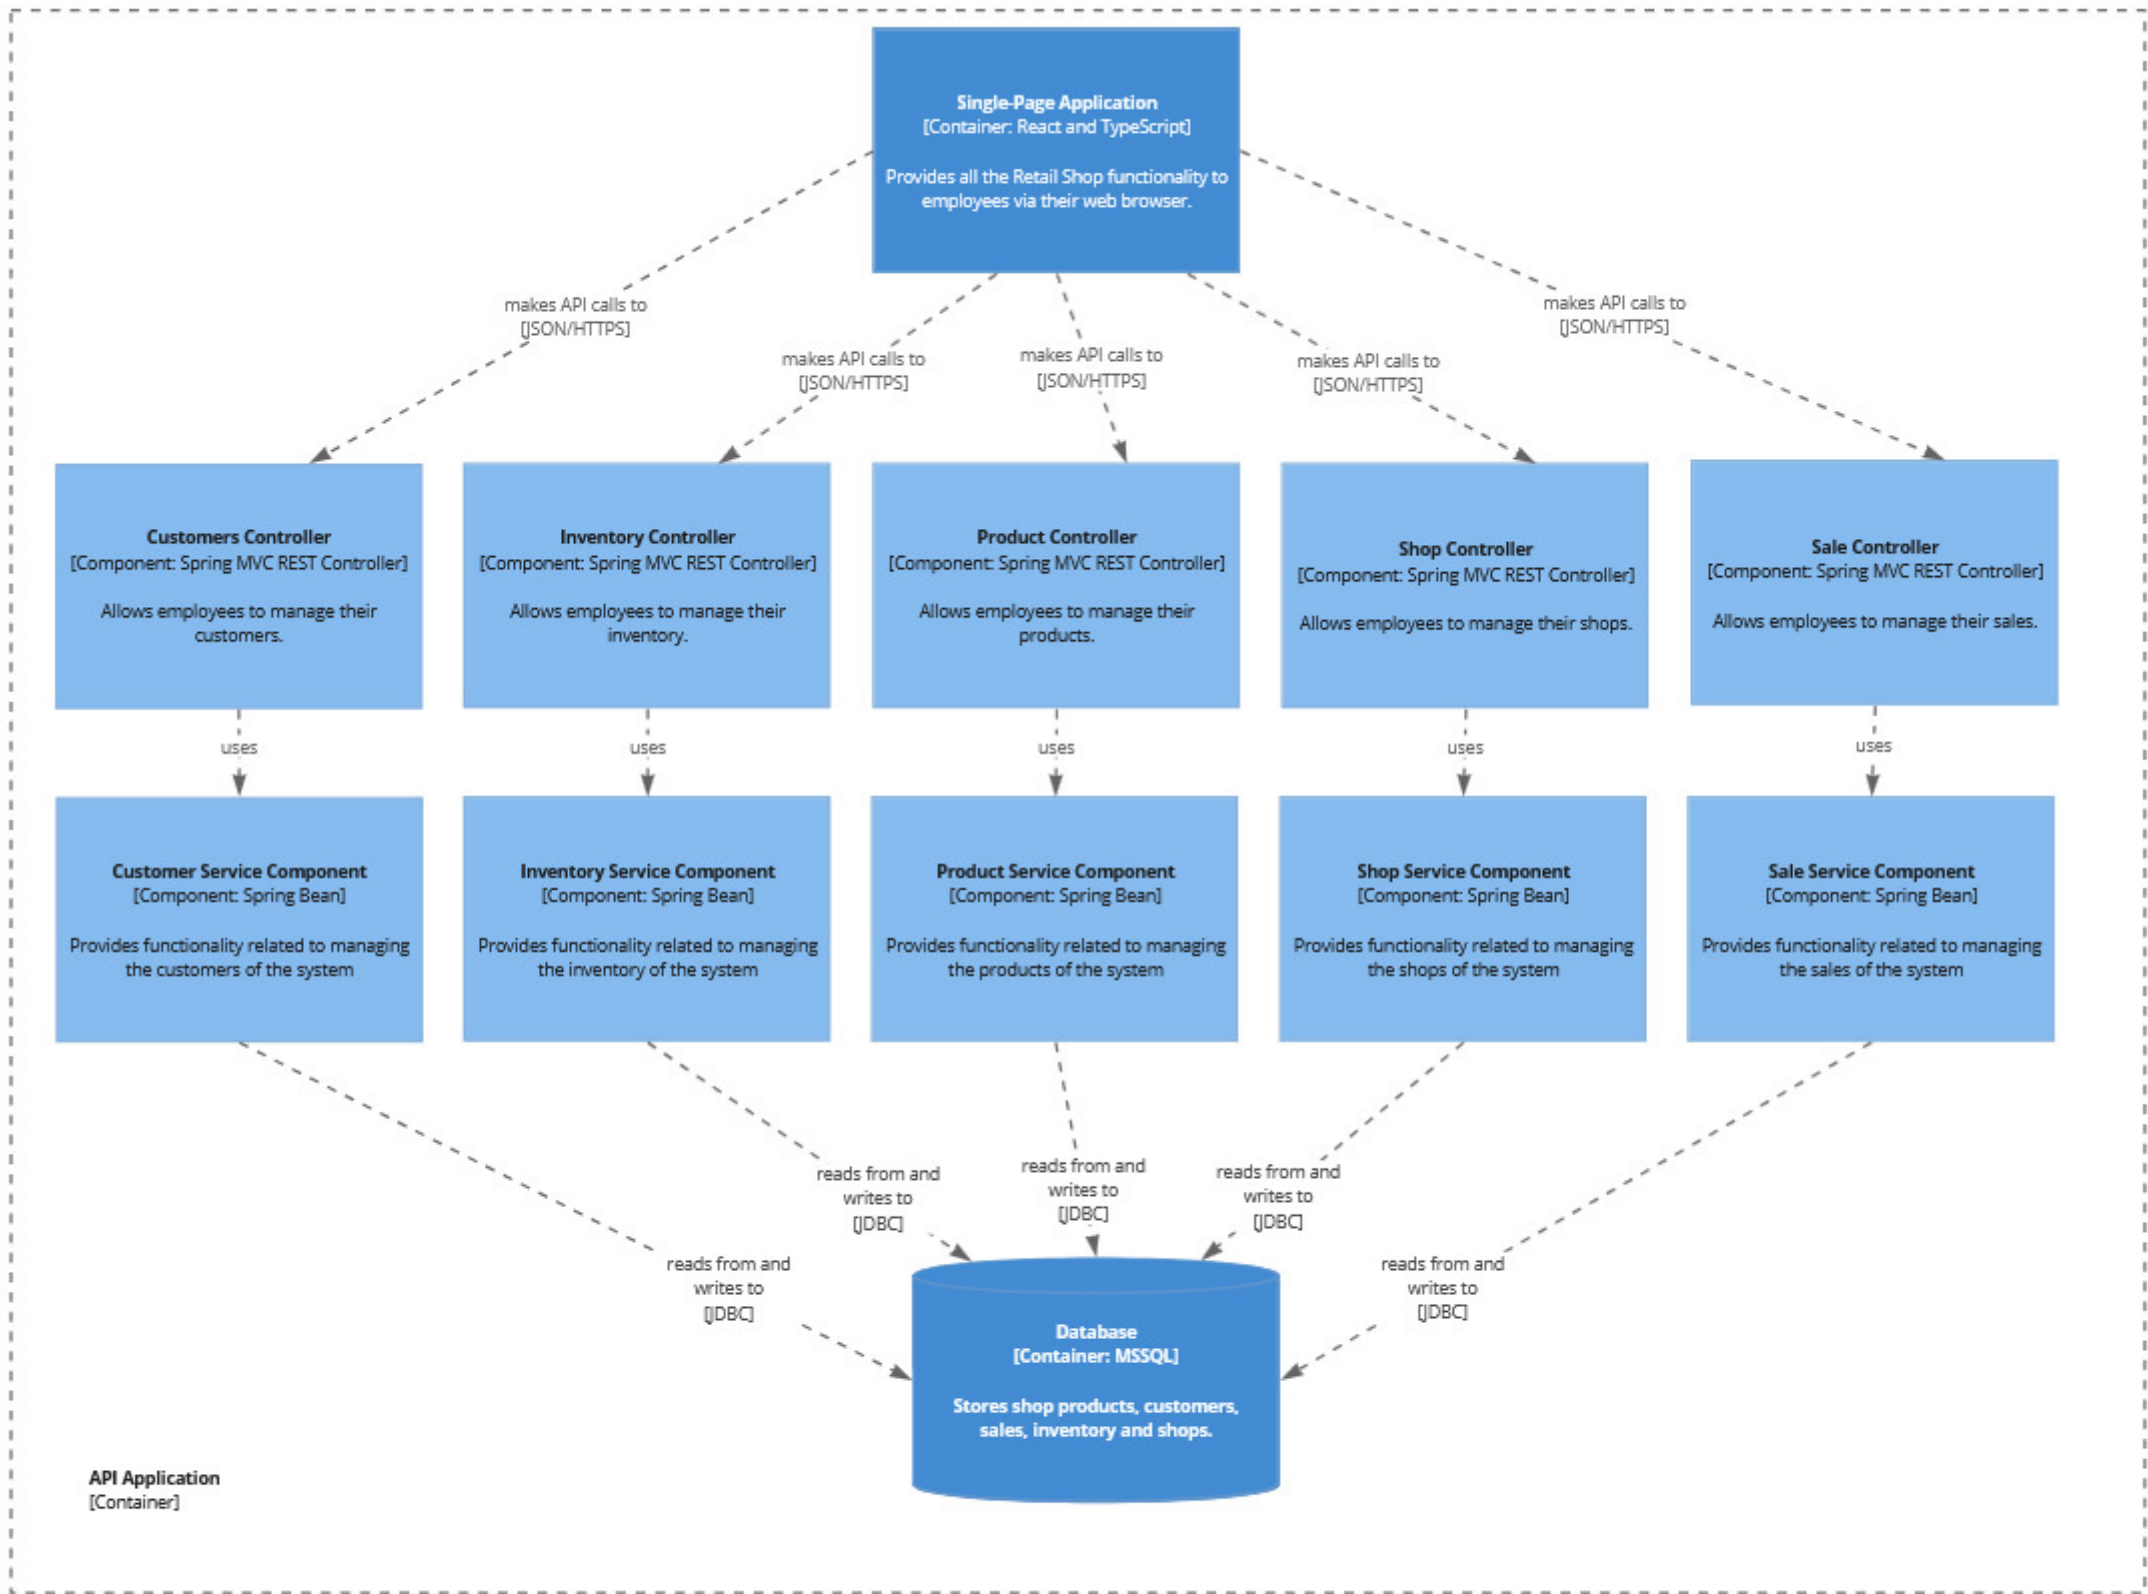 Single-Page Application
[Container: React and TypeScript]
Provides all the Retail Shop functionality to
employees via their web browser.
makes API calls to
[JSON/HTTPS]
makes API calls to
[JSON/HTTPS]
makes API calls to
[JSON/HTTPS]
makes API calls to
[JSON/HTTPS]
makes API calls to
[JSON/HTTPS]
Customers Controller
[Component: Spring MVC REST Controller]
Allows employees to manage their
customers.
Inventory Controller
[Component: Spring MVC REST Controller]
Allows employees to manage their
inventory.
Product Controller
[Component: Spring MVC REST Controller]
Allows employees to manage their
products.
Shop Controller
[Component: Spring MVC REST Controller]
Allows employees to manage their shops.
Sale Controller
[Component: Spring MVC REST Controller]
Allows employees to manage their sales.
uses
uses
uses
uses
uses
Customer Service Component
[Component: Spring Bean]
Provides functionality related to managing
the customers of the system
Inventory Service Component
[Component: Spring Bean]
Provides functionality related to managing
the inventory of the system
Product Service Component
[Component: Spring Bean]
Provides functionality related to managing
the products of the system
Shop Service Component
[Component: Spring Bean]
Provides functionality related to managing
the shops of the system
Sale Service Component
[Component: Spring Bean]
Provides functionality related to managing
the sales of the system
reads from and
writes to
[JDBC]
reads from and
writes to
[JDBC]
reads from and
writes to
[JDBC]
reads from and
writes to
[JDBC]
reads from and
writes to
[JDBC]
Database
[Container: MSSQL]
Stores shop products, customers,
sales, inventory and shops.
API Application
[Container]